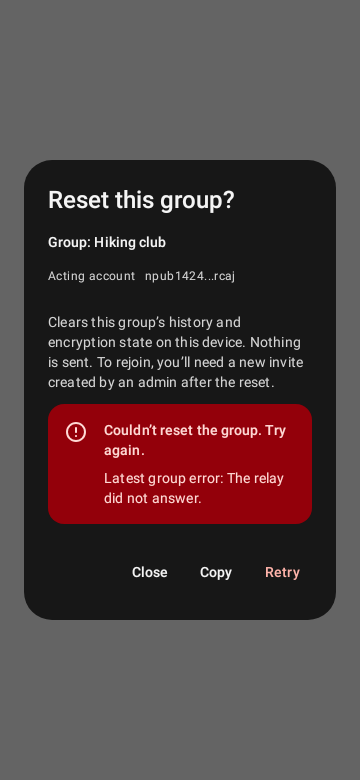 Reset this group?
Group: Hiking club
Acting account npub1424...rcaj
Clears this group’s history and
encryption state on this device. Nothing
is sent. To rejoin, you’ll need a new invite
created by an admin after the reset.
Couldn’t reset the group. Try
again.
Latest group error: The relay
did not answer.
Close Copy Retry